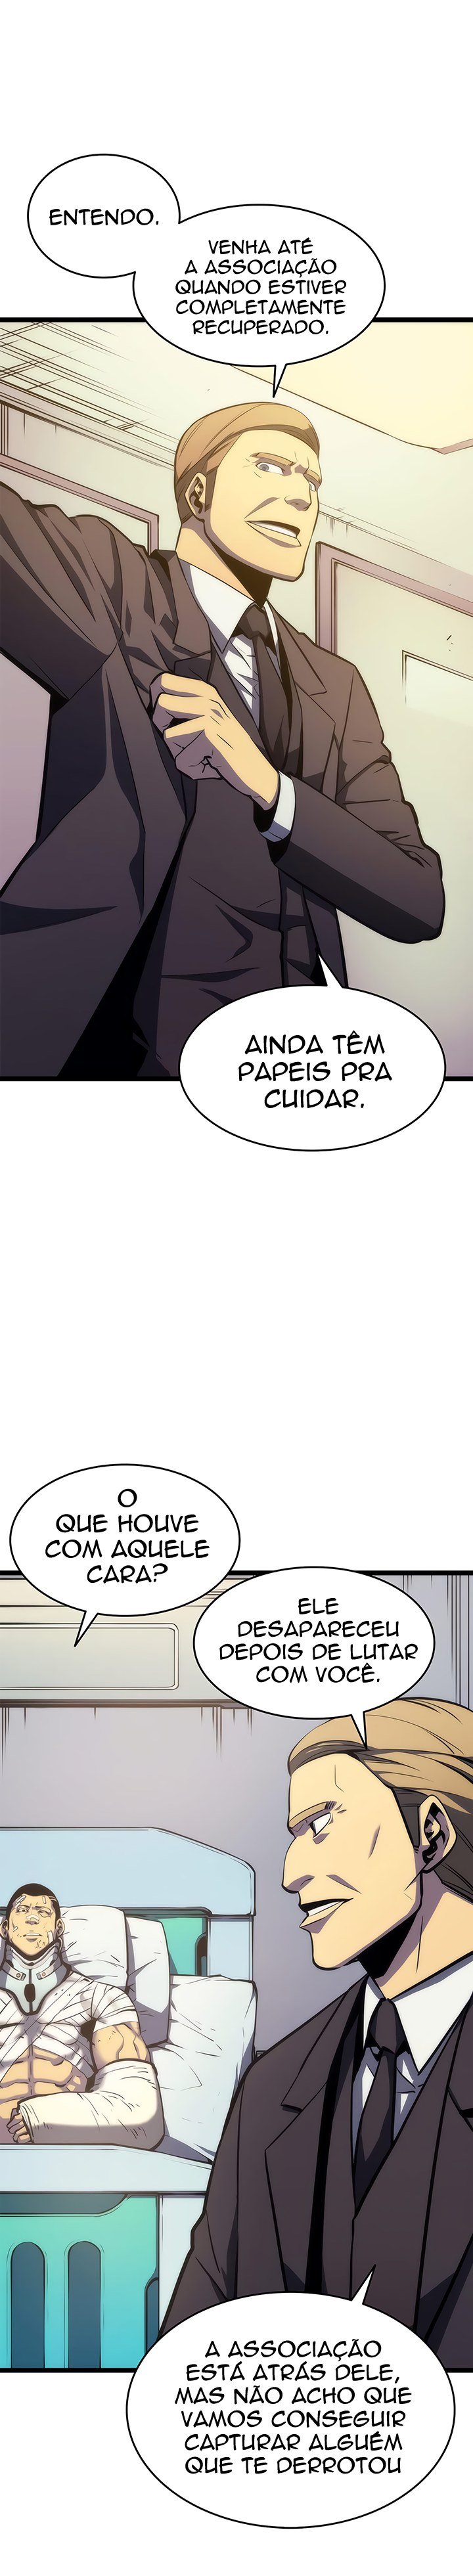 ENTENDO.
VENHA ATÉ
A ASSOCIAÇÃO
QUANDO ESTIVER
COMPLETAMENTE
RECUPERADO.
AINDA TÊM
PAPEIS PRA
CUIDAR.
O
QUE HOUVE
COM AQUELE
CARA?
ELE
DESAPARECEU
DEPOIS DE LUTAR
COM VOCÊ.
A ASSOCIAÇÃO
ESTÁ ATRÁS DELE,
MAS NÃO ACHO QUE
VAMOS CONSEGUIR
CAPTURAR ALGUÉM
QUE TE DERROTOU